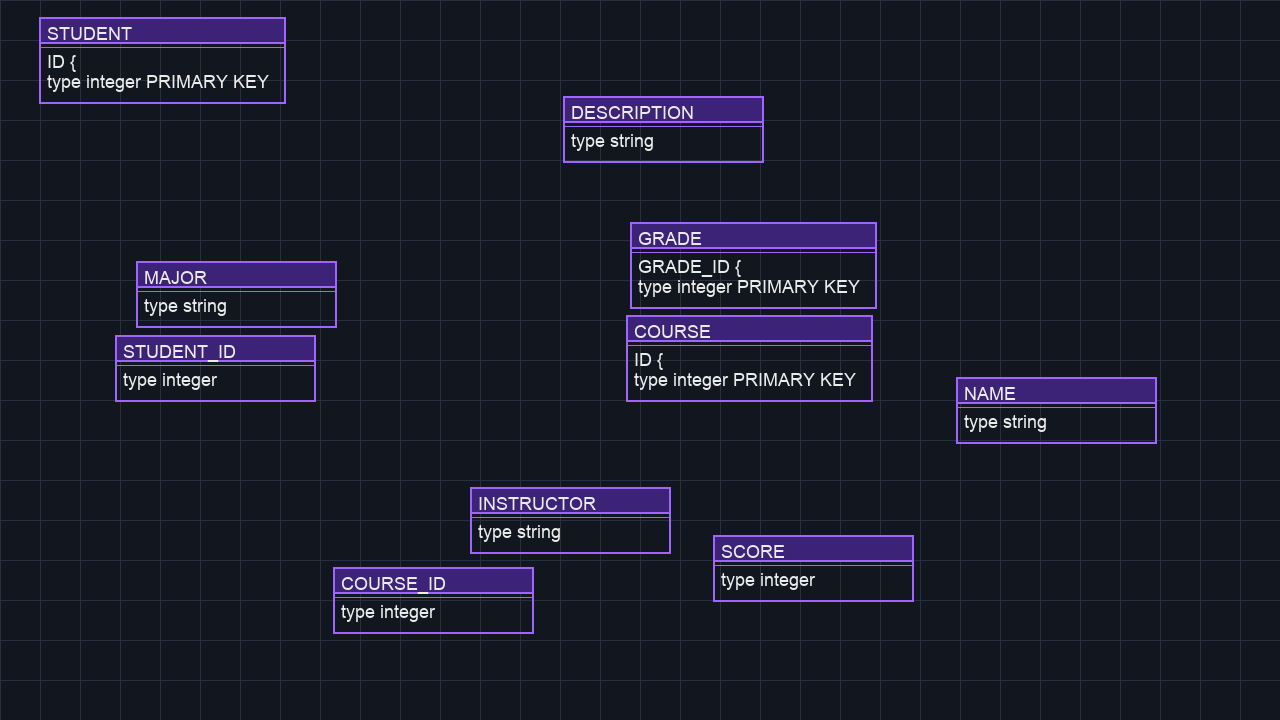 STUDENT
ID {
type integer PRIMARY KEY
DESCRIPTION
type string
GRADE
GRADE_ID {
type integer PRIMARY KEY
MAJOR
type string
COURSE
ID {
type integer PRIMARY KEY
STUDENT_ID
type integer
NAME
type string
INSTRUCTOR
type string
SCORE
type integer
COURSE_ID
type integer